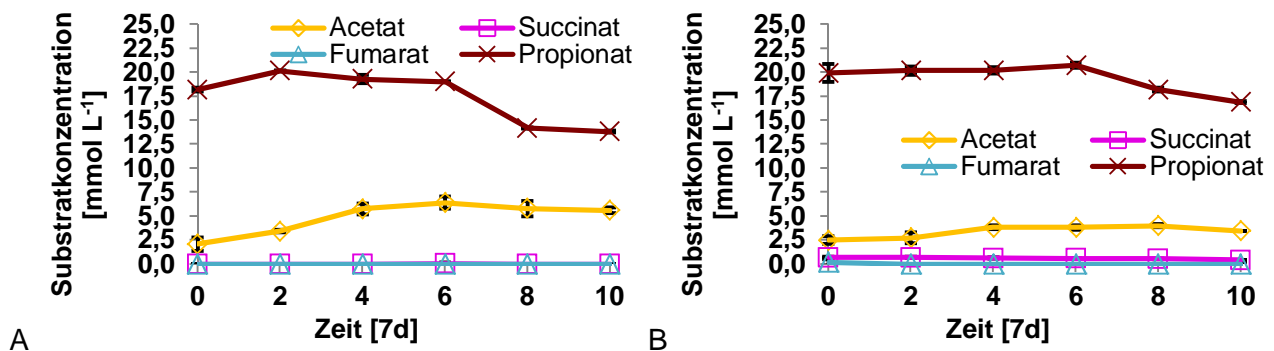 Substratkonzentration
[mmol L⁻¹]
25,0
22,5
20,0
17,5
15,0
12,5
10,0
7,5
5,0
2,5
0,0
Acetat Succinat
Fumarat Propionat
0 2 4 6 8 10
Zeit [7d]
A
Substratkonzentration
[mmol L⁻¹]
25,0
22,5
20,0
17,5
15,0
12,5
10,0
7,5
5,0
2,5
0,0
Acetat Succinat
Fumarat Propionat
0 2 4 6 8 10
Zeit [7d]
B